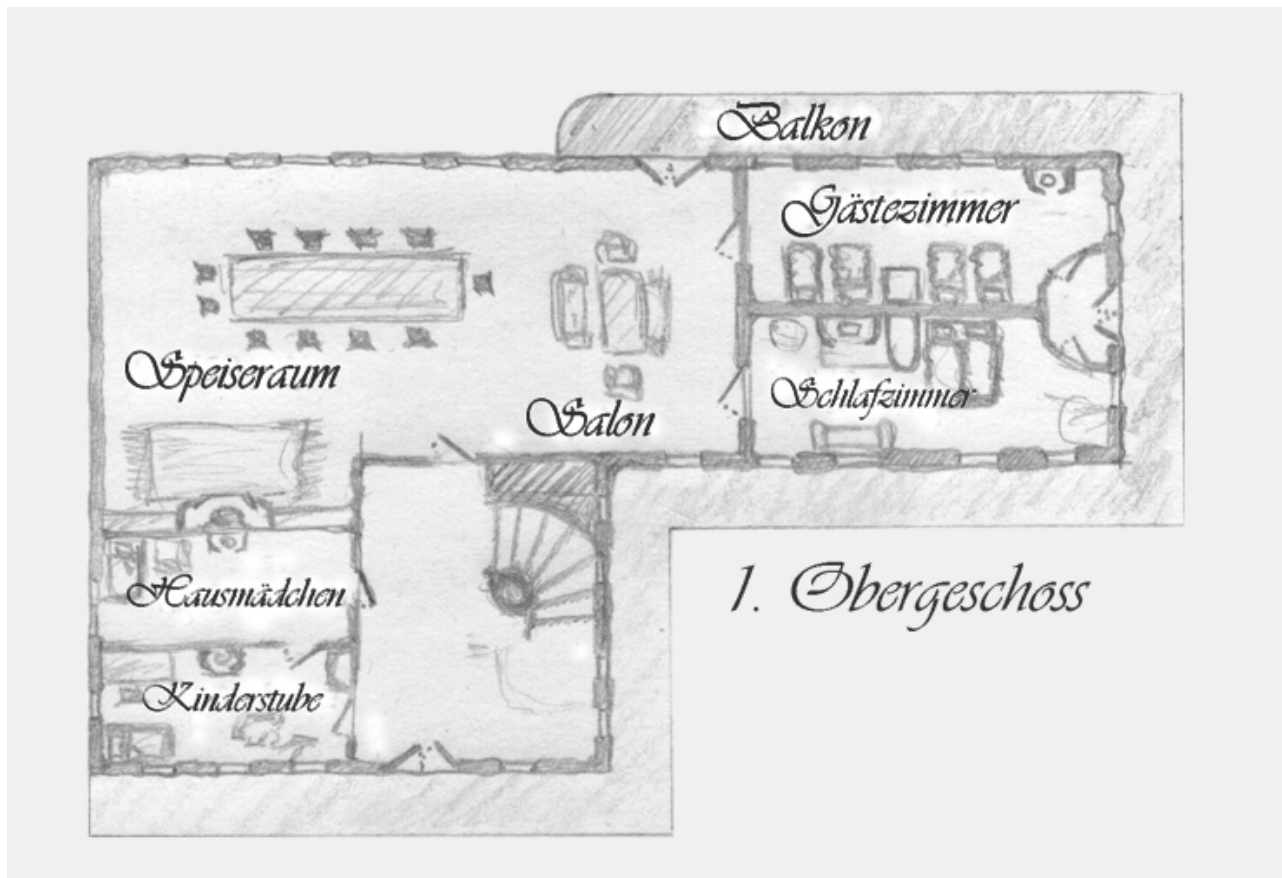 Balkon
Gästezimmer
Speiseraum
Salon
Schlafzimmer
Hausmädchen
1. Obergeschoss
Kinderstube